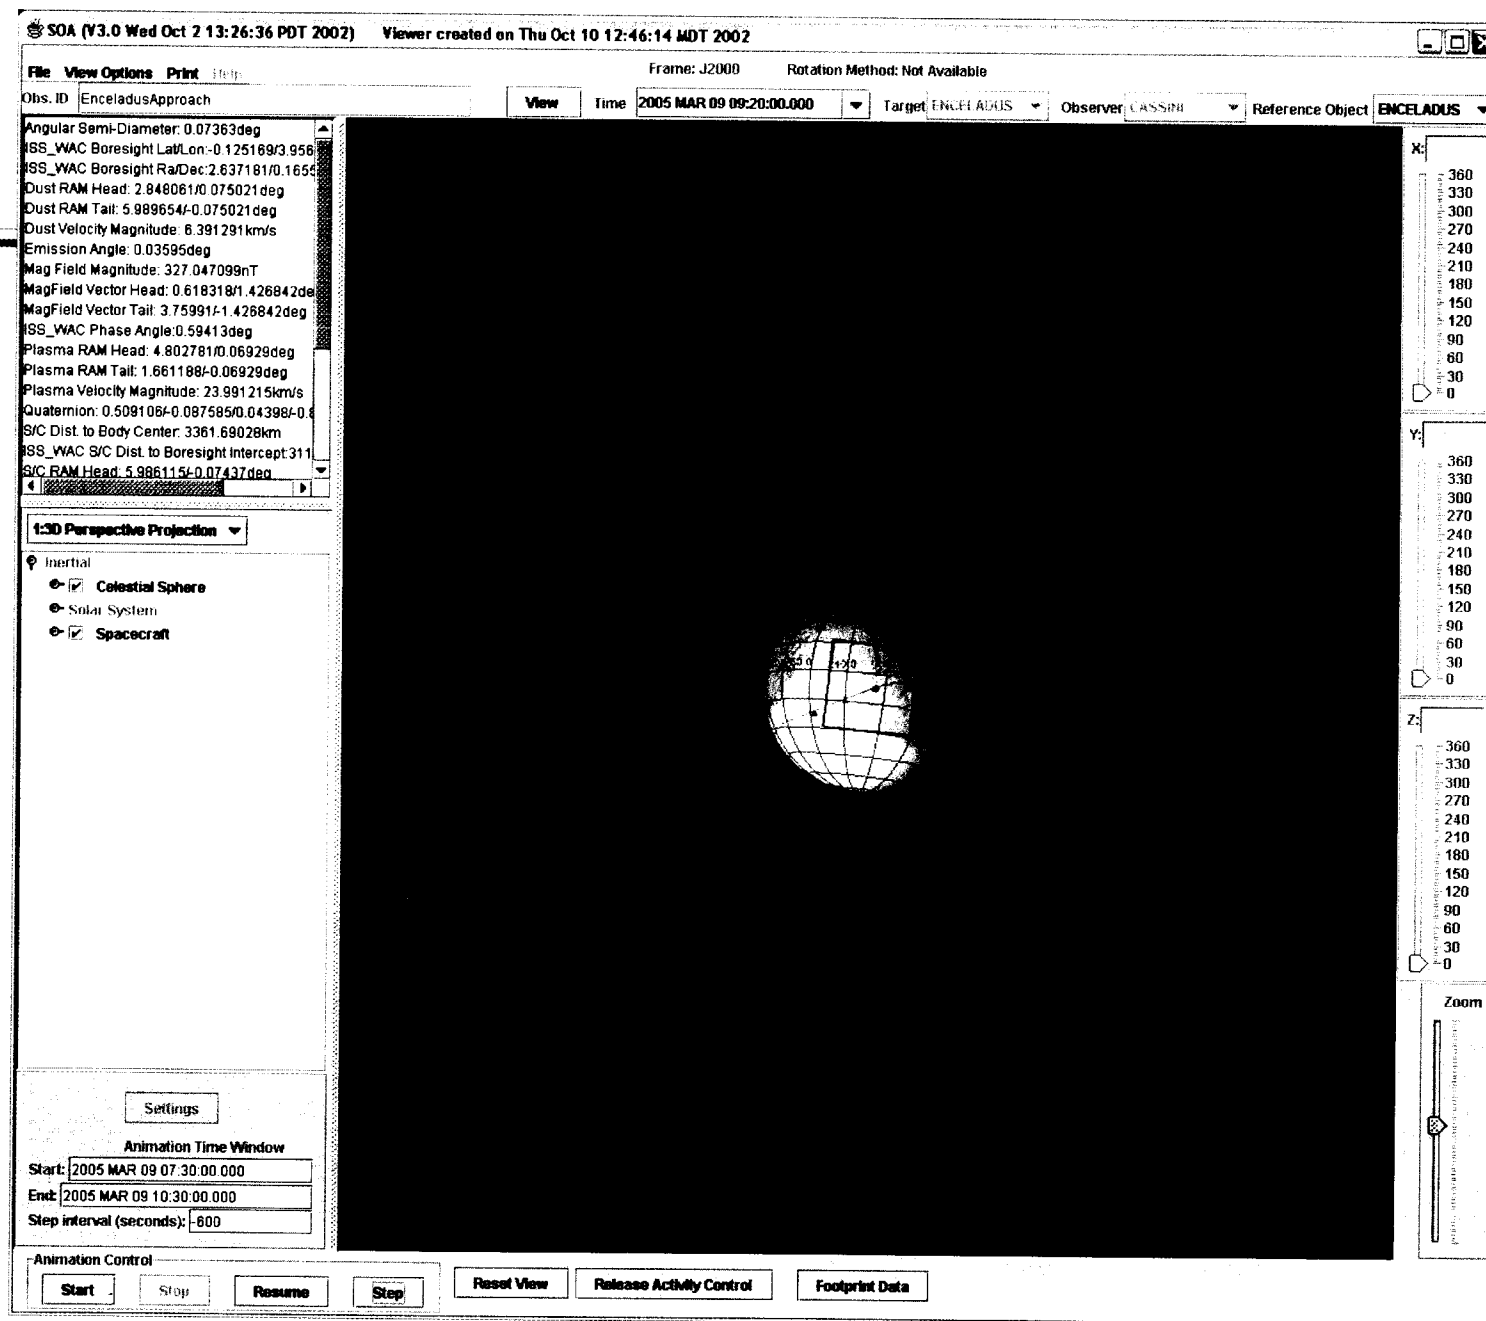 SOA (V3.0 Wed Oct 2 13:26:36 PDT 2002) Viewer created on Thu Oct 10 12:46:14 MDT 2002
File View Options Print Help
Frame: J2000 Rotation Method: Not Available
Obs. ID EnceladusApproach View Time 2005 MAR 09 09:20:00.000 Target ENCELADUS Observer CASSINI Reference Object ENCELADUS
Angular Semi-Diameter: 0.07363deg
ISS_WAC Boresight Lat/Lon:-0.125169/3.956
ISS_WAC Boresight Ra/Dec:2.637181/0.1655
Dust RAM Head: 2.848061/0.075021deg
Dust RAM Tail: 5.989654/-0.075021deg
Dust Velocity Magnitude: 6.391291km/s
Emission Angle: 0.03595deg
Mag Field Magnitude: 327.047099nT
MagField Vector Head: 0.618318/1.426842de
MagField Vector Tail: 3.75991/-1.426842deg
ISS_WAC Phase Angle:0.59413deg
Plasma RAM Head: 4.802781/0.06929deg
Plasma RAM Tail: 1.661188/-0.06929deg
Plasma Velocity Magnitude: 23.991215km/s
Quaternion: 0.509106/-0.087585/0.04398/-0.8
S/C Dist. to Body Center: 3361.69028km
ISS_WAC S/C Dist. to Boresight Intercept:311
S/C RAM Head: 5.986115/-0.07437deg
1:3D Perspective Projection
Inertial
Celestial Sphere
Solar System
Spacecraft
Settings
Animation Time Window
Start: 2005 MAR 09 07:30:00.000
End: 2005 MAR 09 10:30:00.000
Step interval (seconds): -600
Animation Control
Start Stop Resume Step Reset View Release Activity Control Footprint Data
X:
360
330
300
270
240
210
180
150
120
90
60
30
0
Y:
360
330
300
270
240
210
180
150
120
90
60
30
0
Z:
360
330
300
270
240
210
180
150
120
90
60
30
0
Zoom